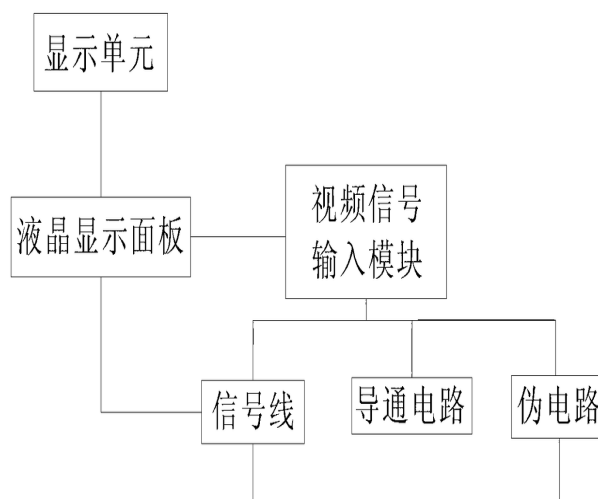 显示单元
液晶显示面板
视频信号
输入模块
信号线
导通电路
伪电路